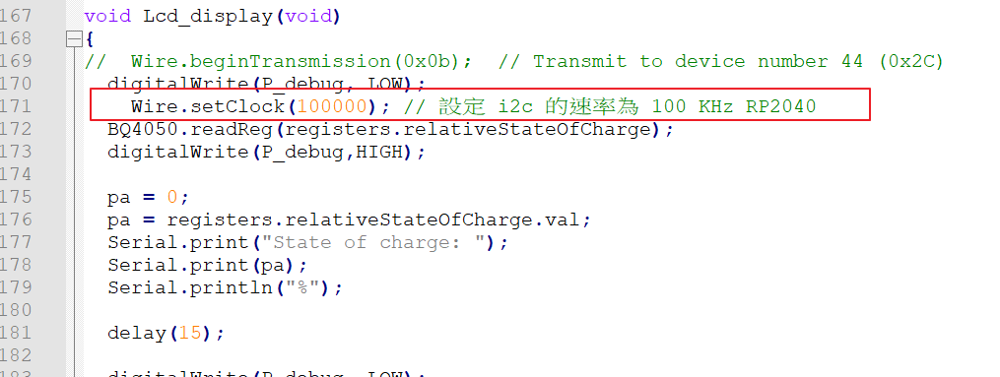 167 void Lcd_display(void)
168 {
169 //  Wire.beginTransmission(0x0b);  // Transmit to device number 44 (0x2C)
170 digitalWrite(P_debug, LOW);
171 Wire.setClock(100000); // 設定 i2c 的速率為 100 KHz RP2040
172 BQ4050.readReg(registers.relativeStateOfCharge);
173 digitalWrite(P_debug,HIGH);
174
175 pa = 0;
176 pa = registers.relativeStateOfCharge.val;
177 Serial.print("State of charge: ");
178 Serial.print(pa);
179 Serial.println("%");
180
181 delay(15);
182
183 digitalWrite(P_debug, LOW);